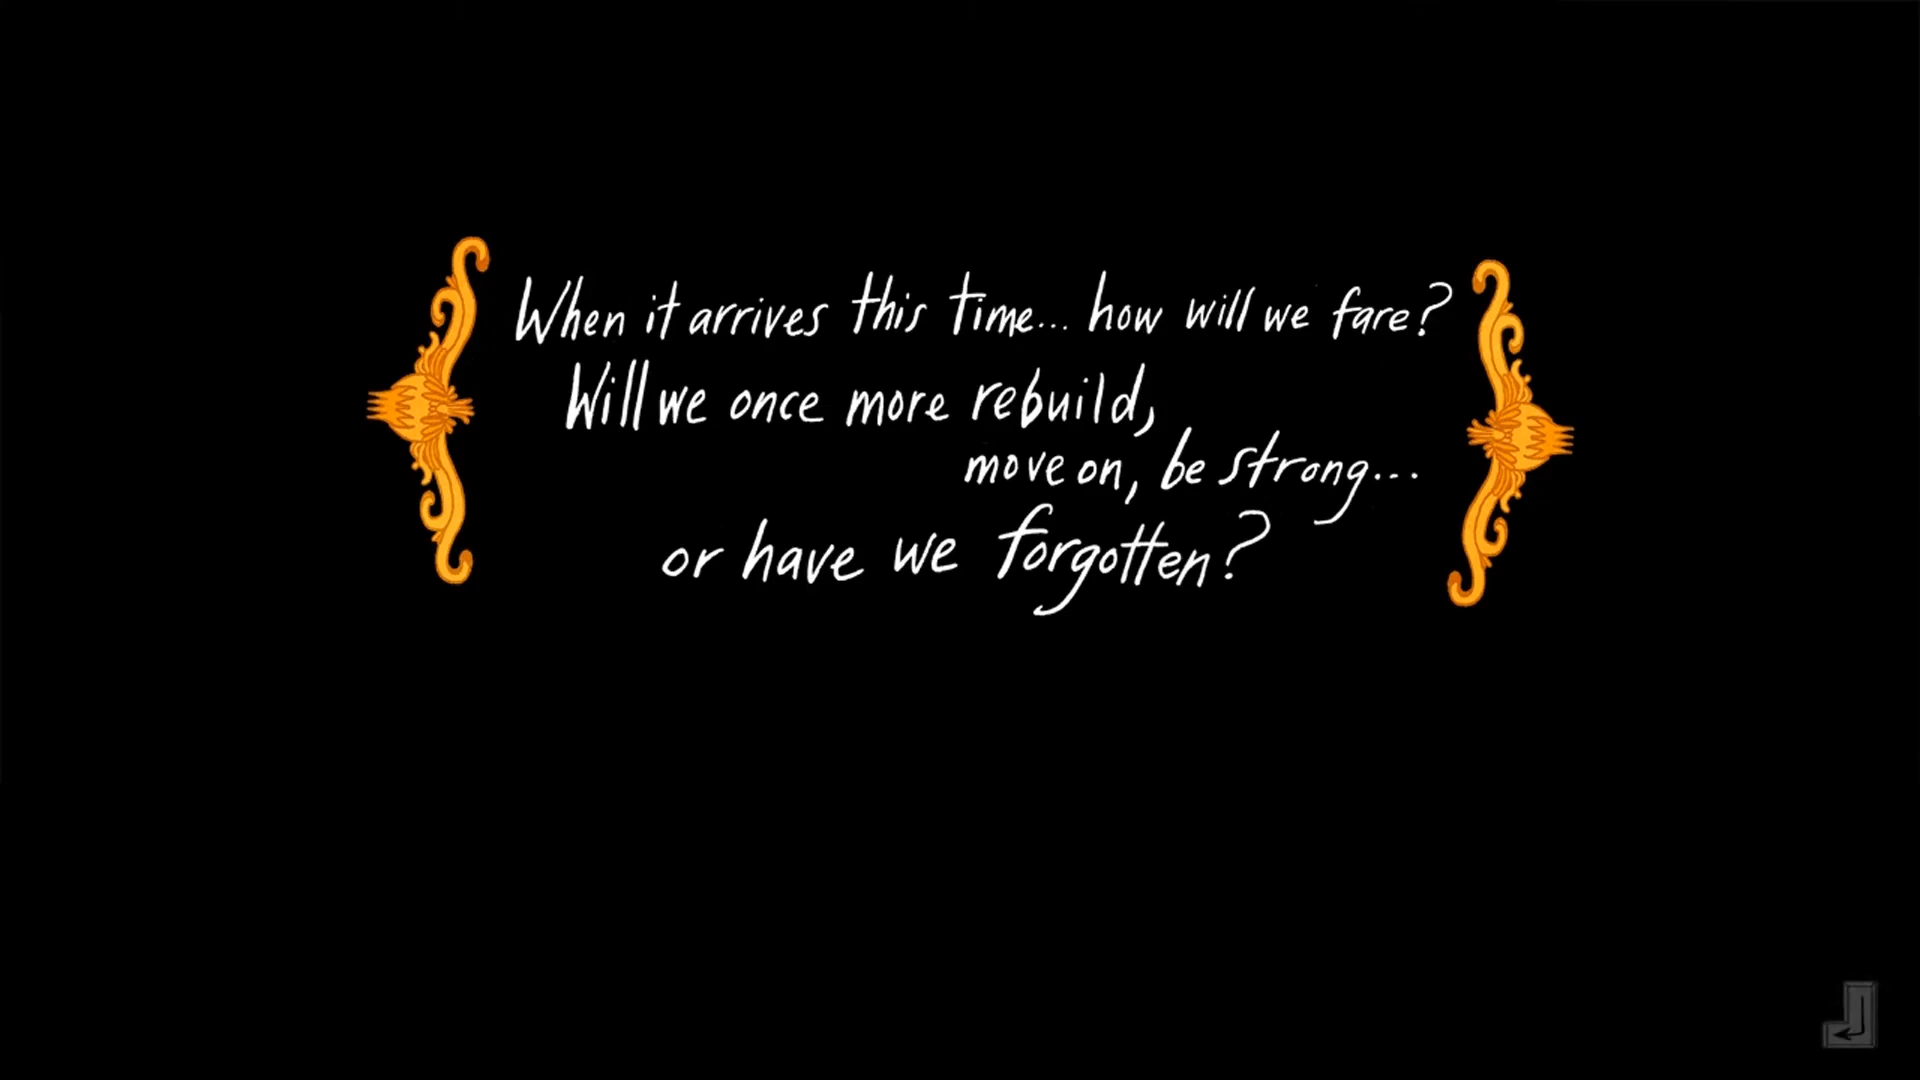 When it arrives this time... how will we fare?
Will we once more rebuild,
move on, be strong...
or have we forgotten?